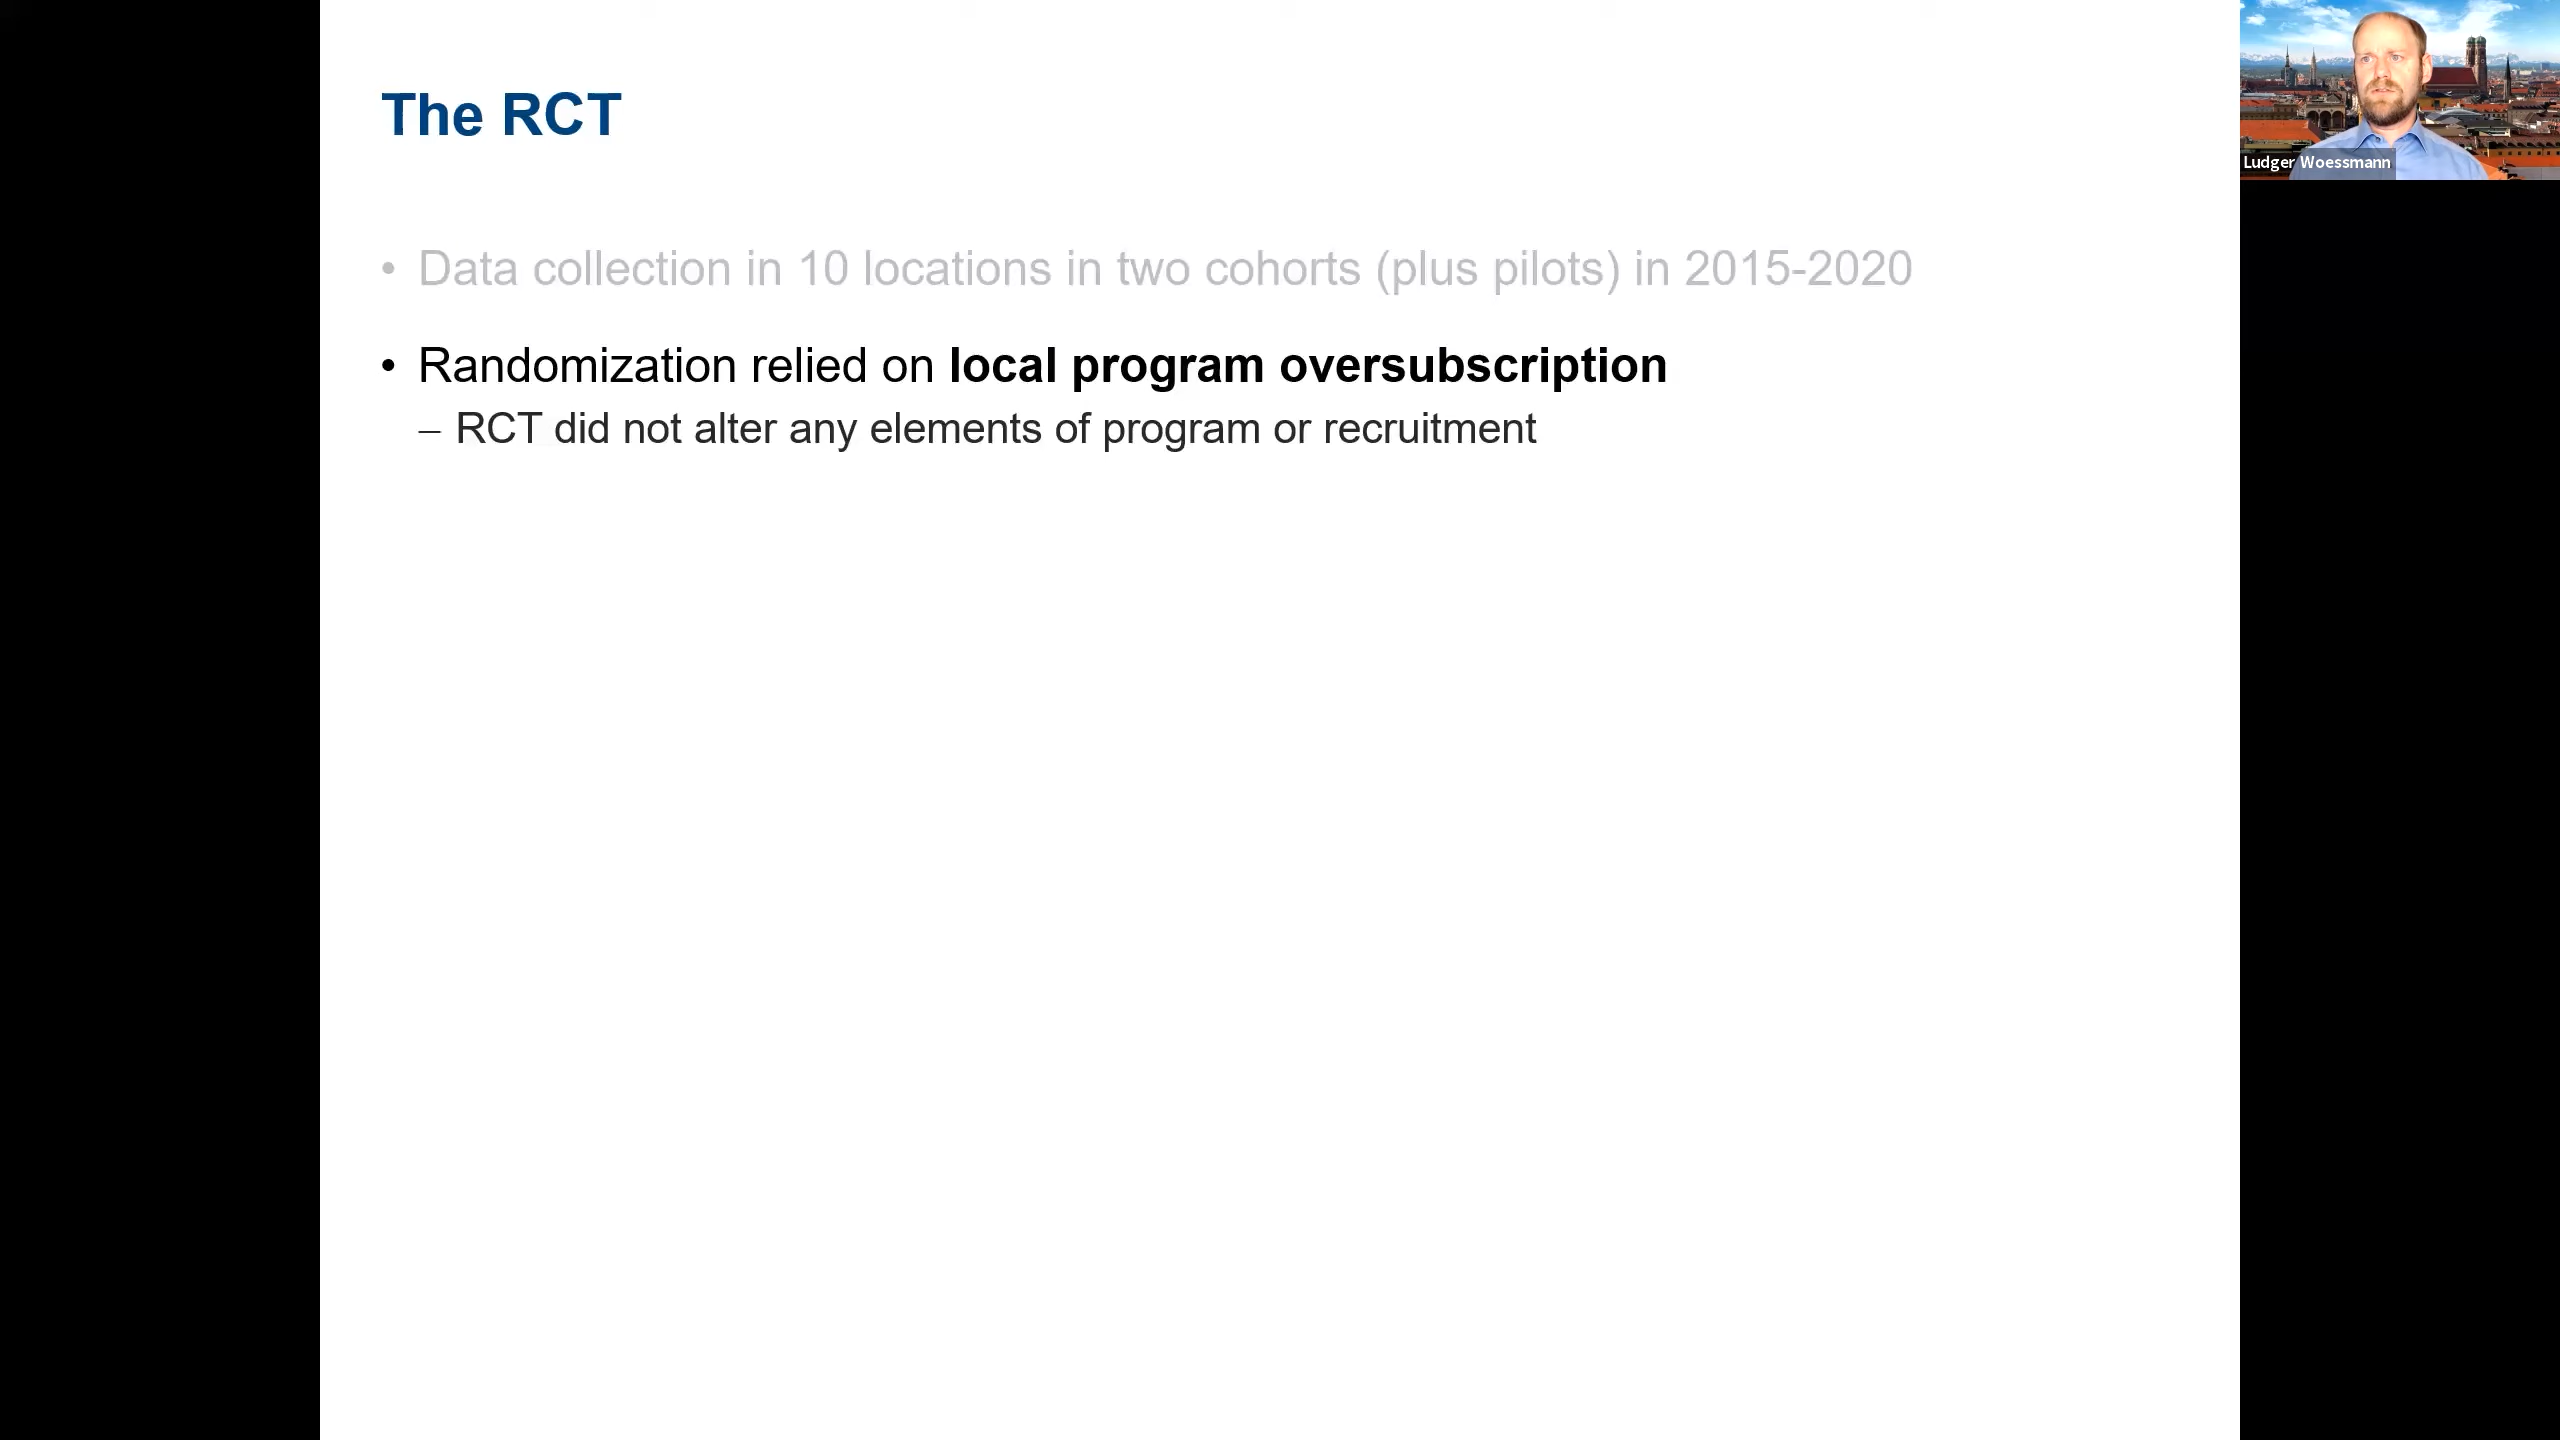 The RCT
Ludger Woessmann
• Data collection in 10 locations in two cohorts (plus pilots) in 2015-2020
• Randomization relied on local program oversubscription
– RCT did not alter any elements of program or recruitment